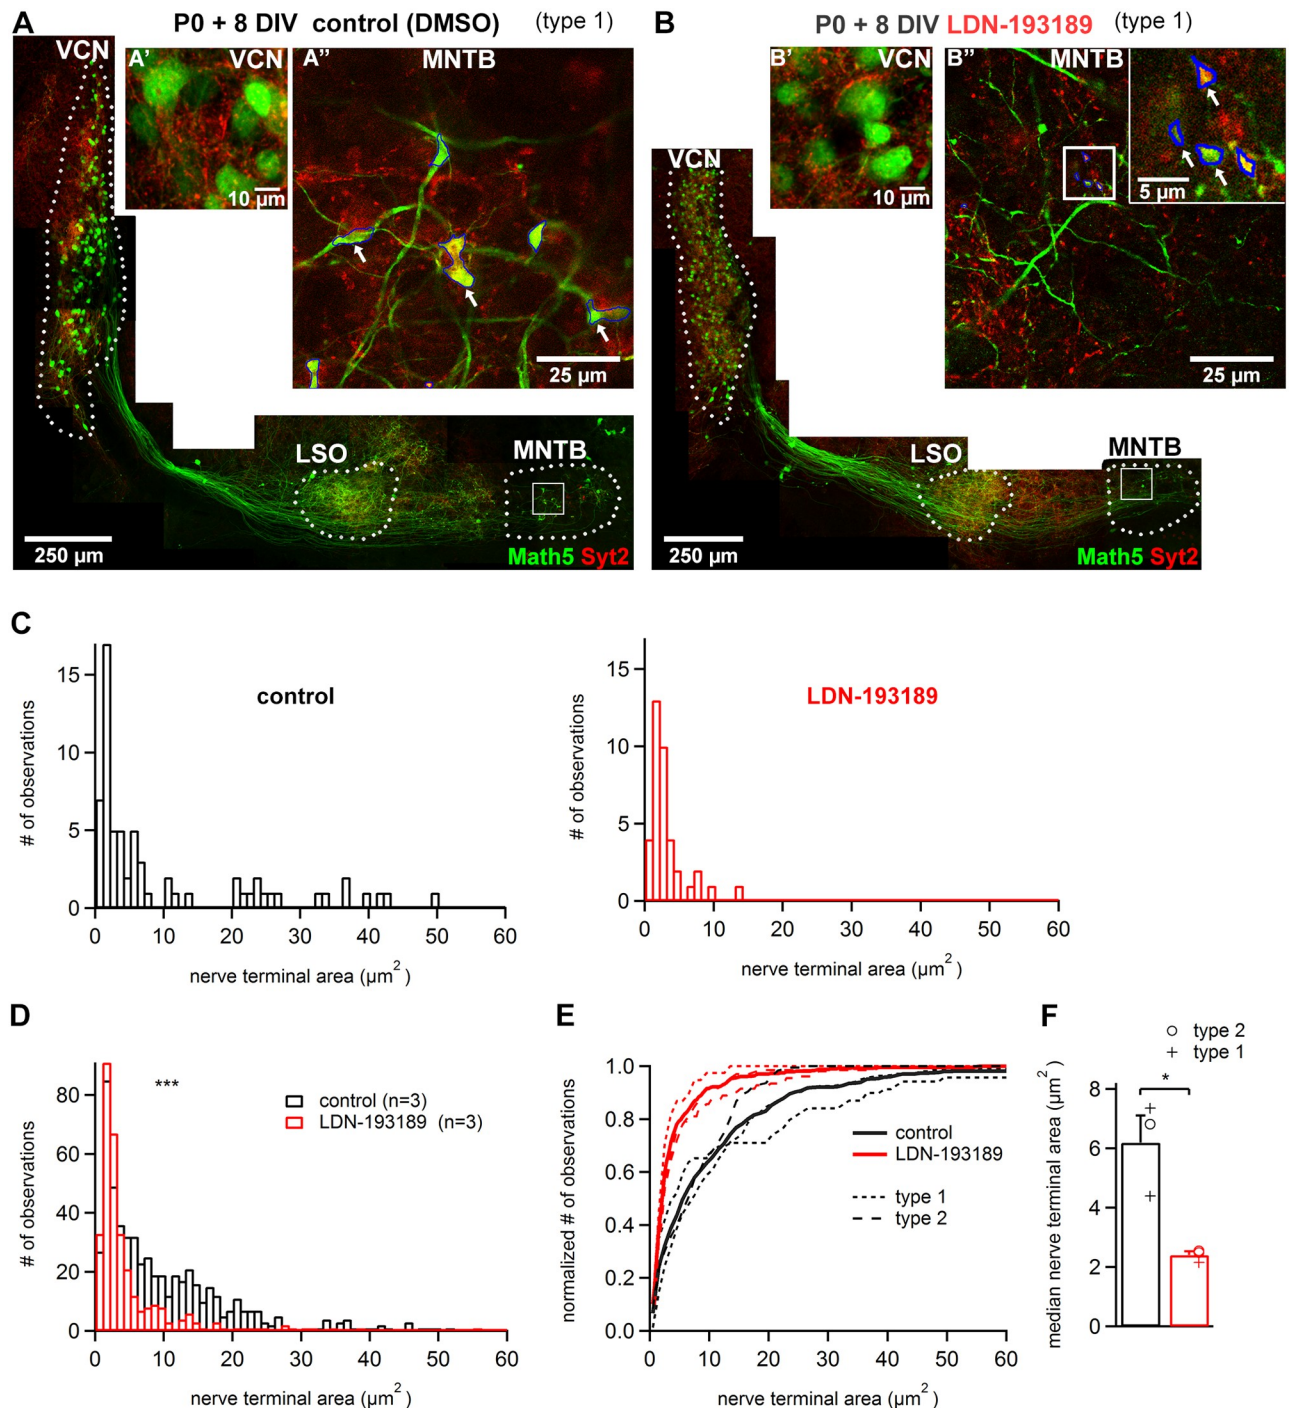 A P0 + 8 DIV control (DMSO) (type 1)
VCN
A' VCN
10 µm
A'' MNTB
25 µm
LSO
MNTB
250 µm
Math5 Syt2
B P0 + 8 DIV LDN-193189 (type 1)
VCN
B' VCN
10 µm
B'' MNTB
5 µm
25 µm
LSO
MNTB
250 µm
Math5 Syt2
C
control
# of observations
15
10
5
0
0 10 20 30 40 50 60
nerve terminal area (µm2)
LDN-193189
# of observations
15
10
5
0
0 10 20 30 40 50 60
nerve terminal area (µm2)
D
***
control (n=3)
LDN-193189 (n=3)
# of observations
80
60
40
20
0
0 10 20 30 40 50 60
nerve terminal area (µm2)
E
normalized # of observations
1.0
0.8
0.6
0.4
0.2
0.0
control
LDN-193189
type 1
type 2
0 10 20 30 40 50 60
nerve terminal area (µm2)
F
type 2
type 1
*
median nerve terminal area (µm2)
8
6
4
2
0